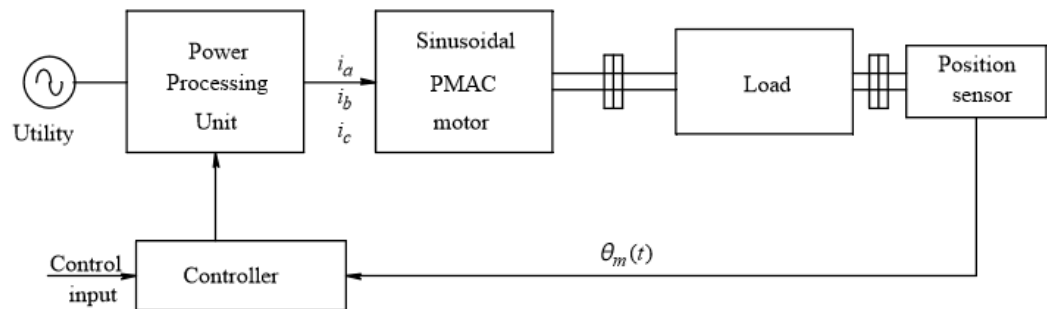 Utility
Power
Processing
Unit
i_a
i_b
i_c
Sinusoidal
PMAC
motor
Load
Position
sensor
θ_m(t)
Control
input
Controller